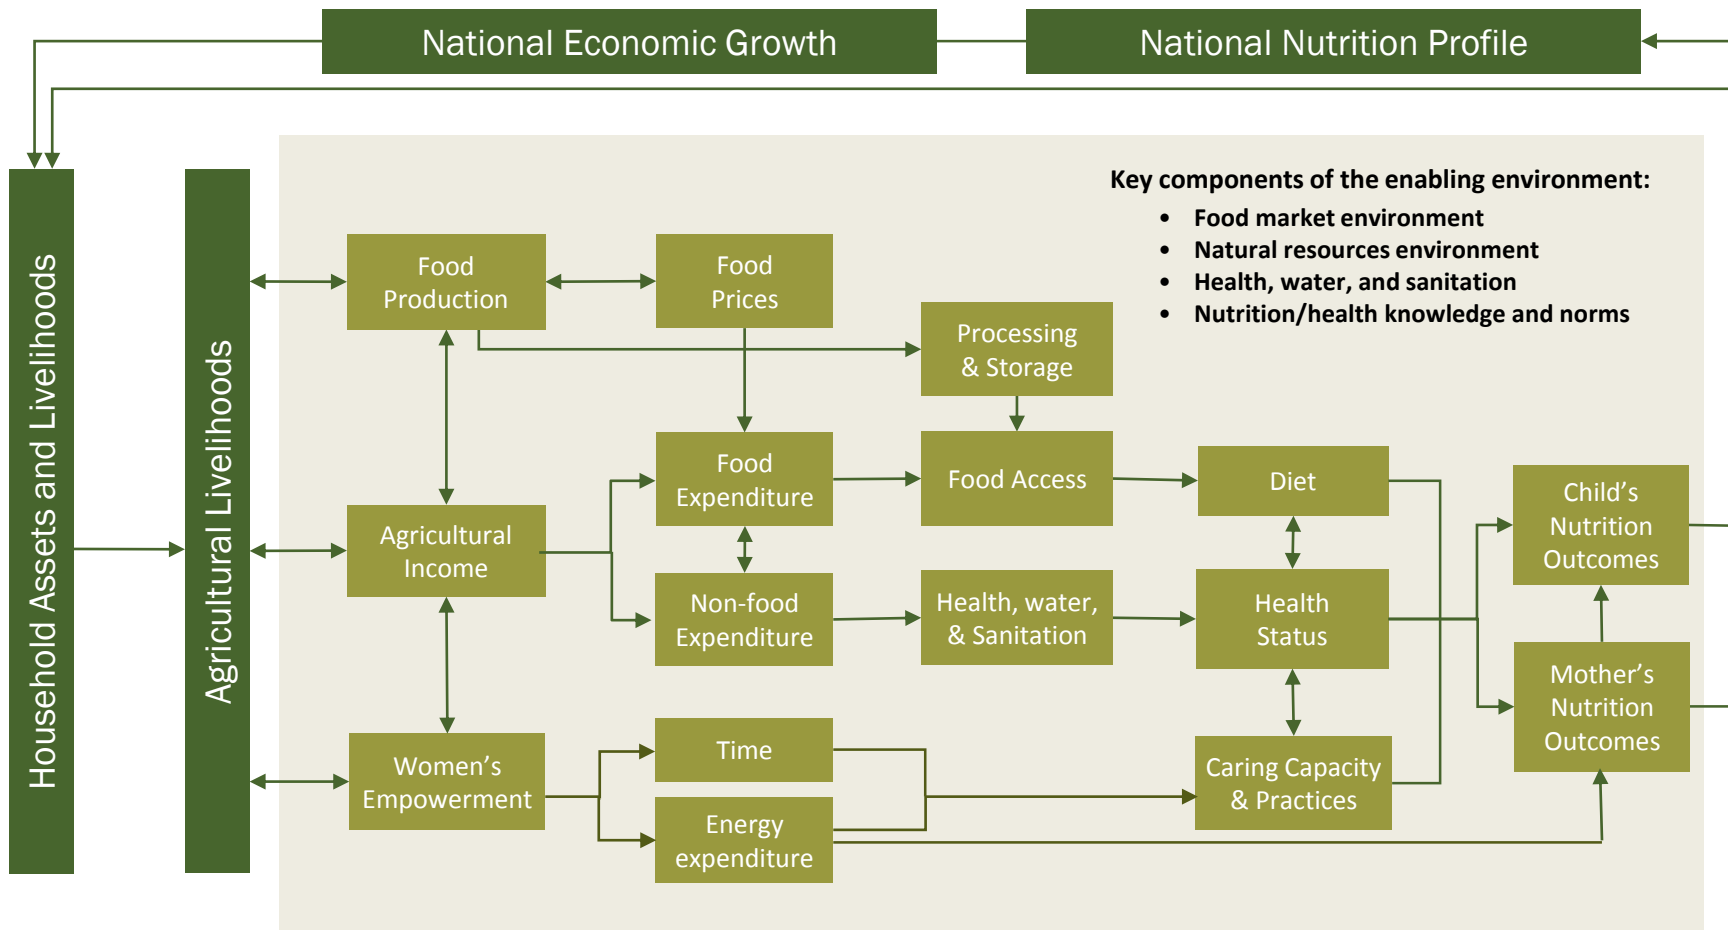 National Economic Growth
National Nutrition Profile
Household Assets and Livelihoods
Agricultural Livelihoods
Key components of the enabling environment:
• Food market environment
• Natural resources environment
• Health, water, and sanitation
• Nutrition/health knowledge and norms
Food
Production
Food
Prices
Processing
& Storage
Food
Expenditure
Food Access
Diet
Child's
Nutrition
Outcomes
Agricultural
Income
Non-food
Expenditure
Health, water,
& Sanitation
Health
Status
Mother's
Nutrition
Outcomes
Women's
Empowerment
Time
Energy
expenditure
Caring Capacity
& Practices